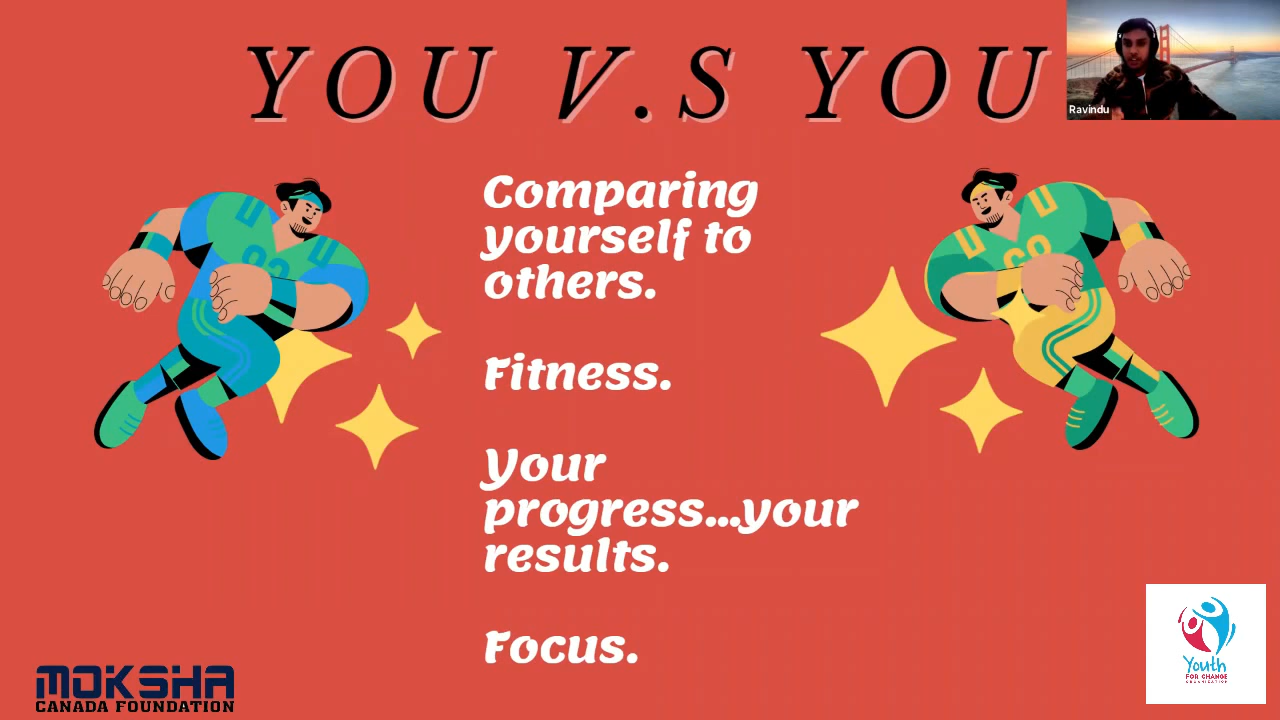 YOU V.S YOU
Ravindu
Comparing
yourself to
others.
Fitness.
Your
progress...your
results.
Focus.
MOKSHA
CANADA FOUNDATION
Youth
FOR CHANGE
ORGANIZATION